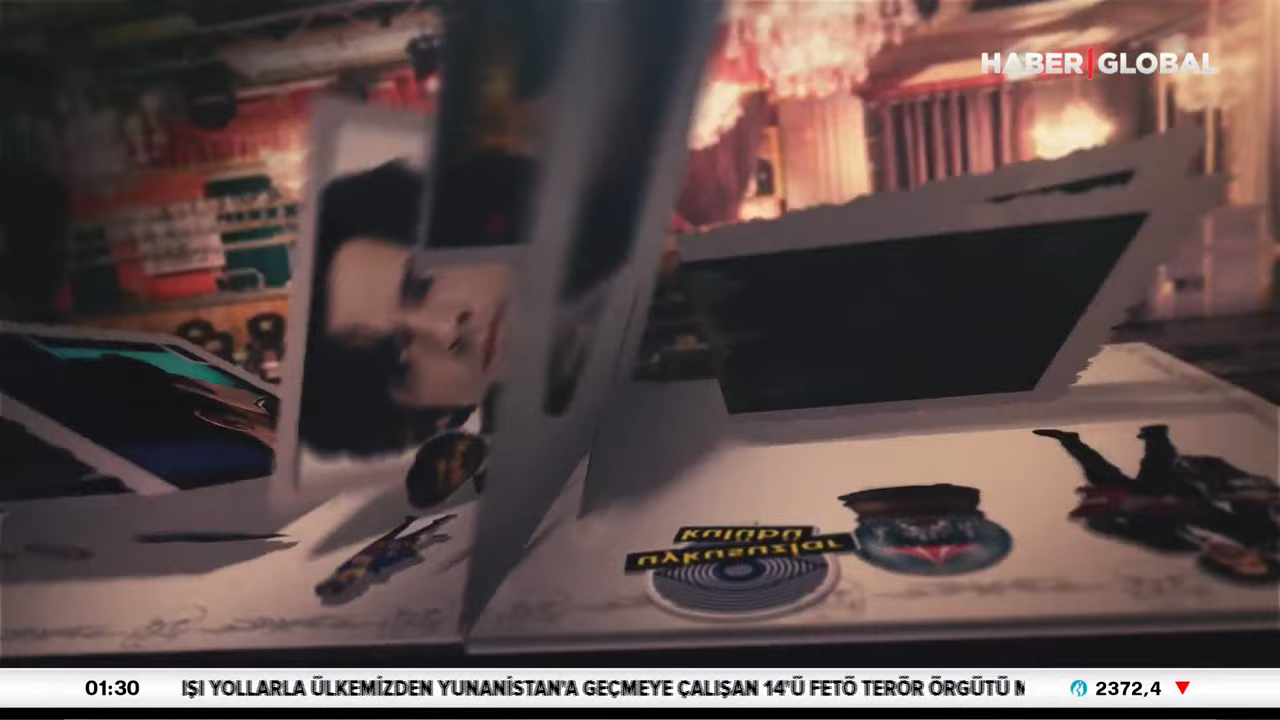 HABER|GLOBAL
01:30 IŞI YOLLARLA ÜLKEMİZDEN YUNANİSTAN'A GEÇMEYE ÇALIŞAN 14'Ü FETÖ TERÖR ÖRGÜTÜ 2372,4